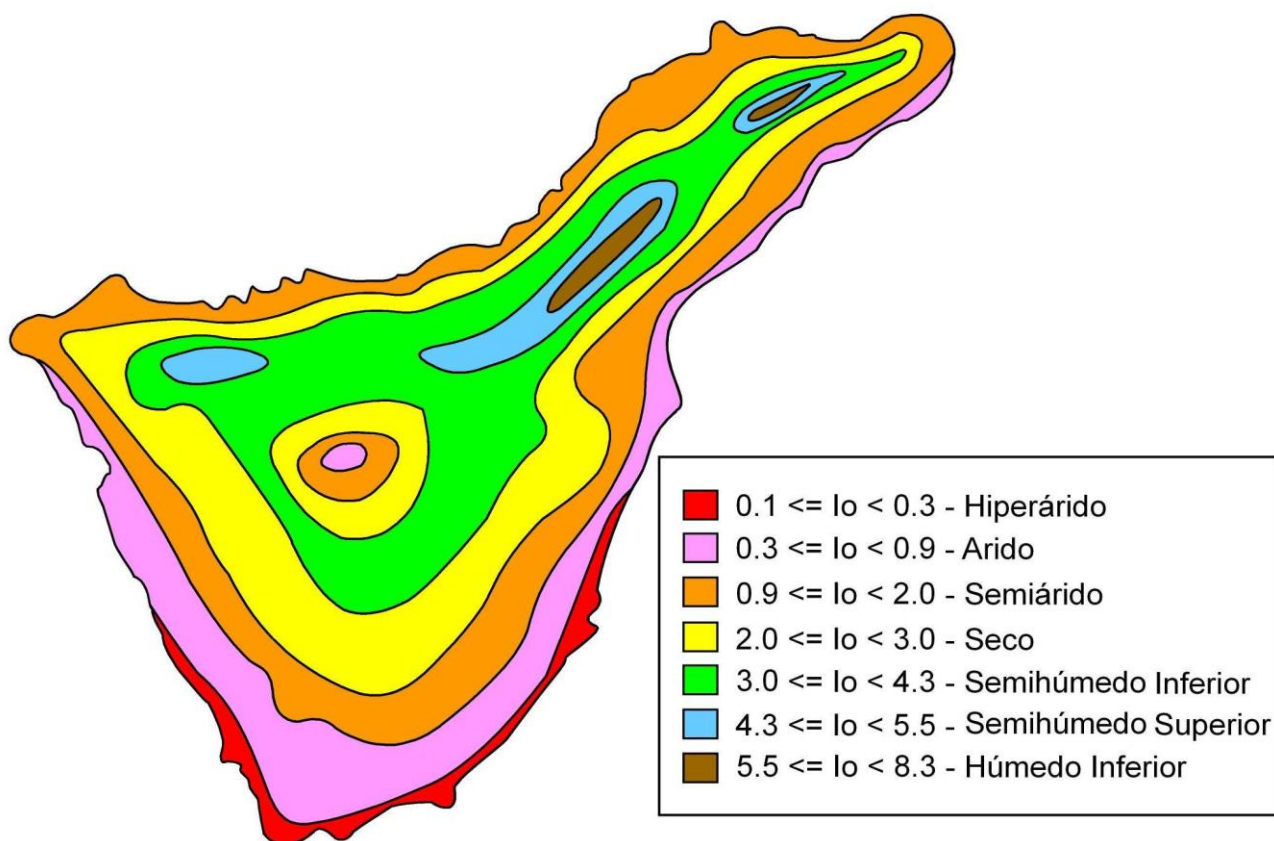 0.1 <= Io < 0.3 - Hiperárido
0.3 <= Io < 0.9 - Arido
0.9 <= Io < 2.0 - Semiárido
2.0 <= Io < 3.0 - Seco
3.0 <= Io < 4.3 - Semihúmedo Inferior
4.3 <= Io < 5.5 - Semihúmedo Superior
5.5 <= Io < 8.3 - Húmedo Inferior